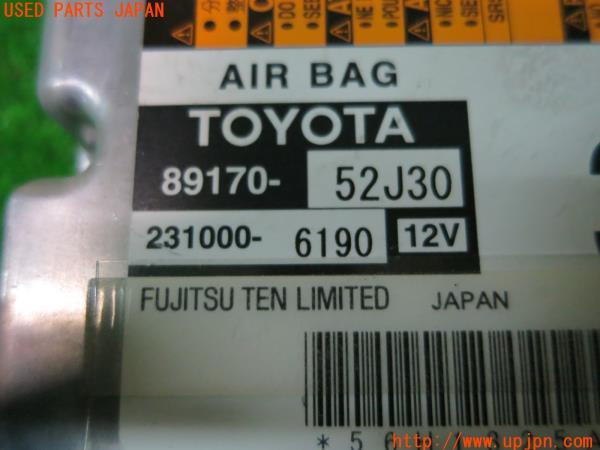 USED PARTS JAPAN
AIR BAG
TOYOTA
89170- 52J30
231000- 6190 12V
FUJITSU TEN LIMITED JAPAN
http://www.upjpn.com/